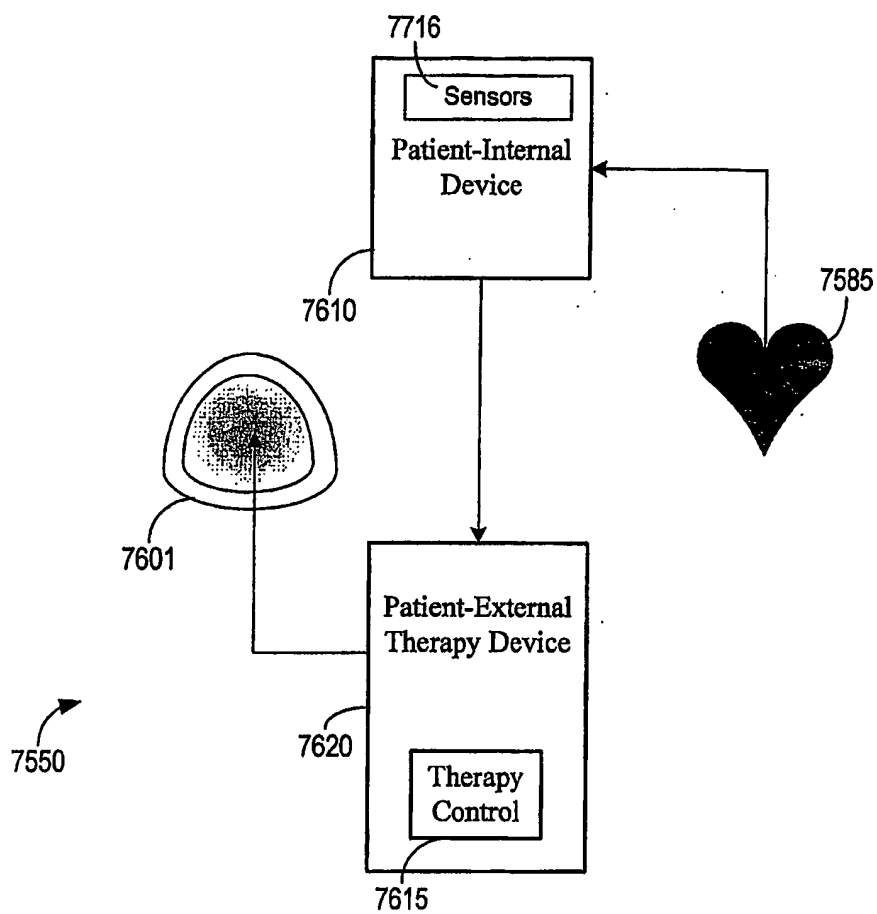 7716
Sensors
Patient-Internal
Device
7610
7585
7601
Patient-External
Therapy Device
7550
7620
Therapy
Control
7615